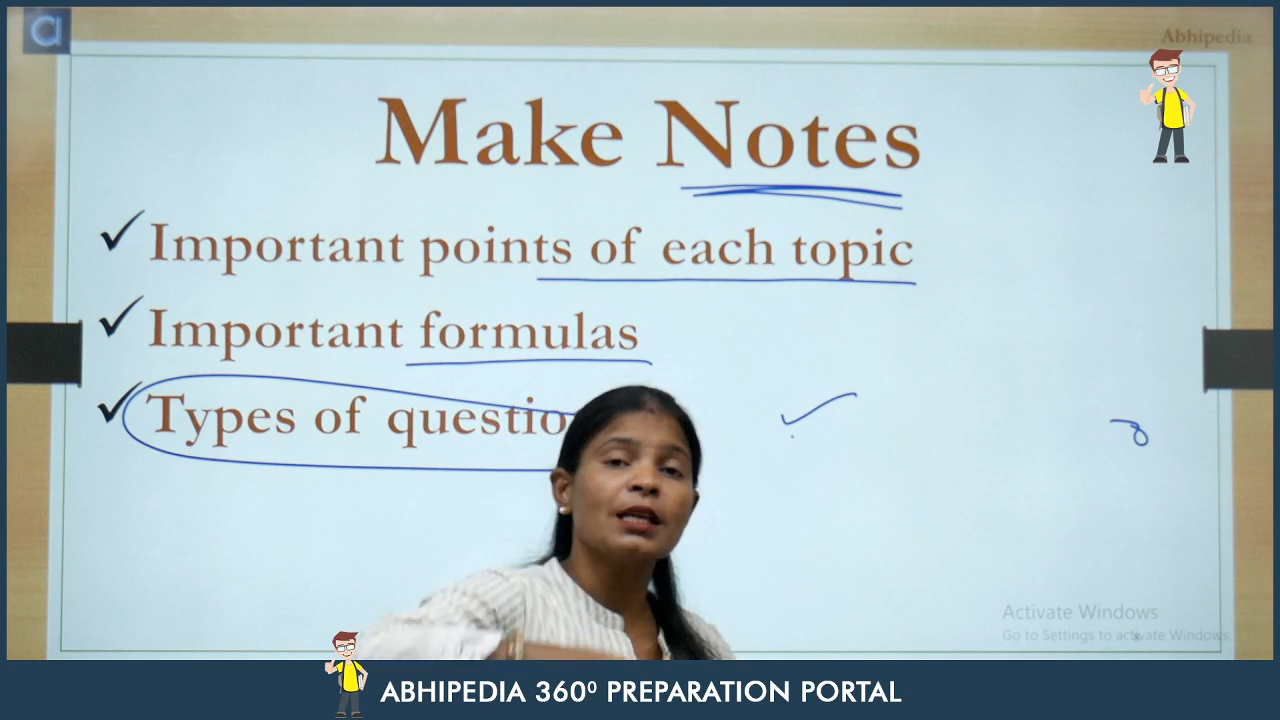 Abhipedia
Make Notes
✓ Important points of each topic
✓ Important formulas
✓ Types of questio
Activate Windows
Go to Settings to activate Windows.
ABHIPEDIA 360⁰ PREPARATION PORTAL